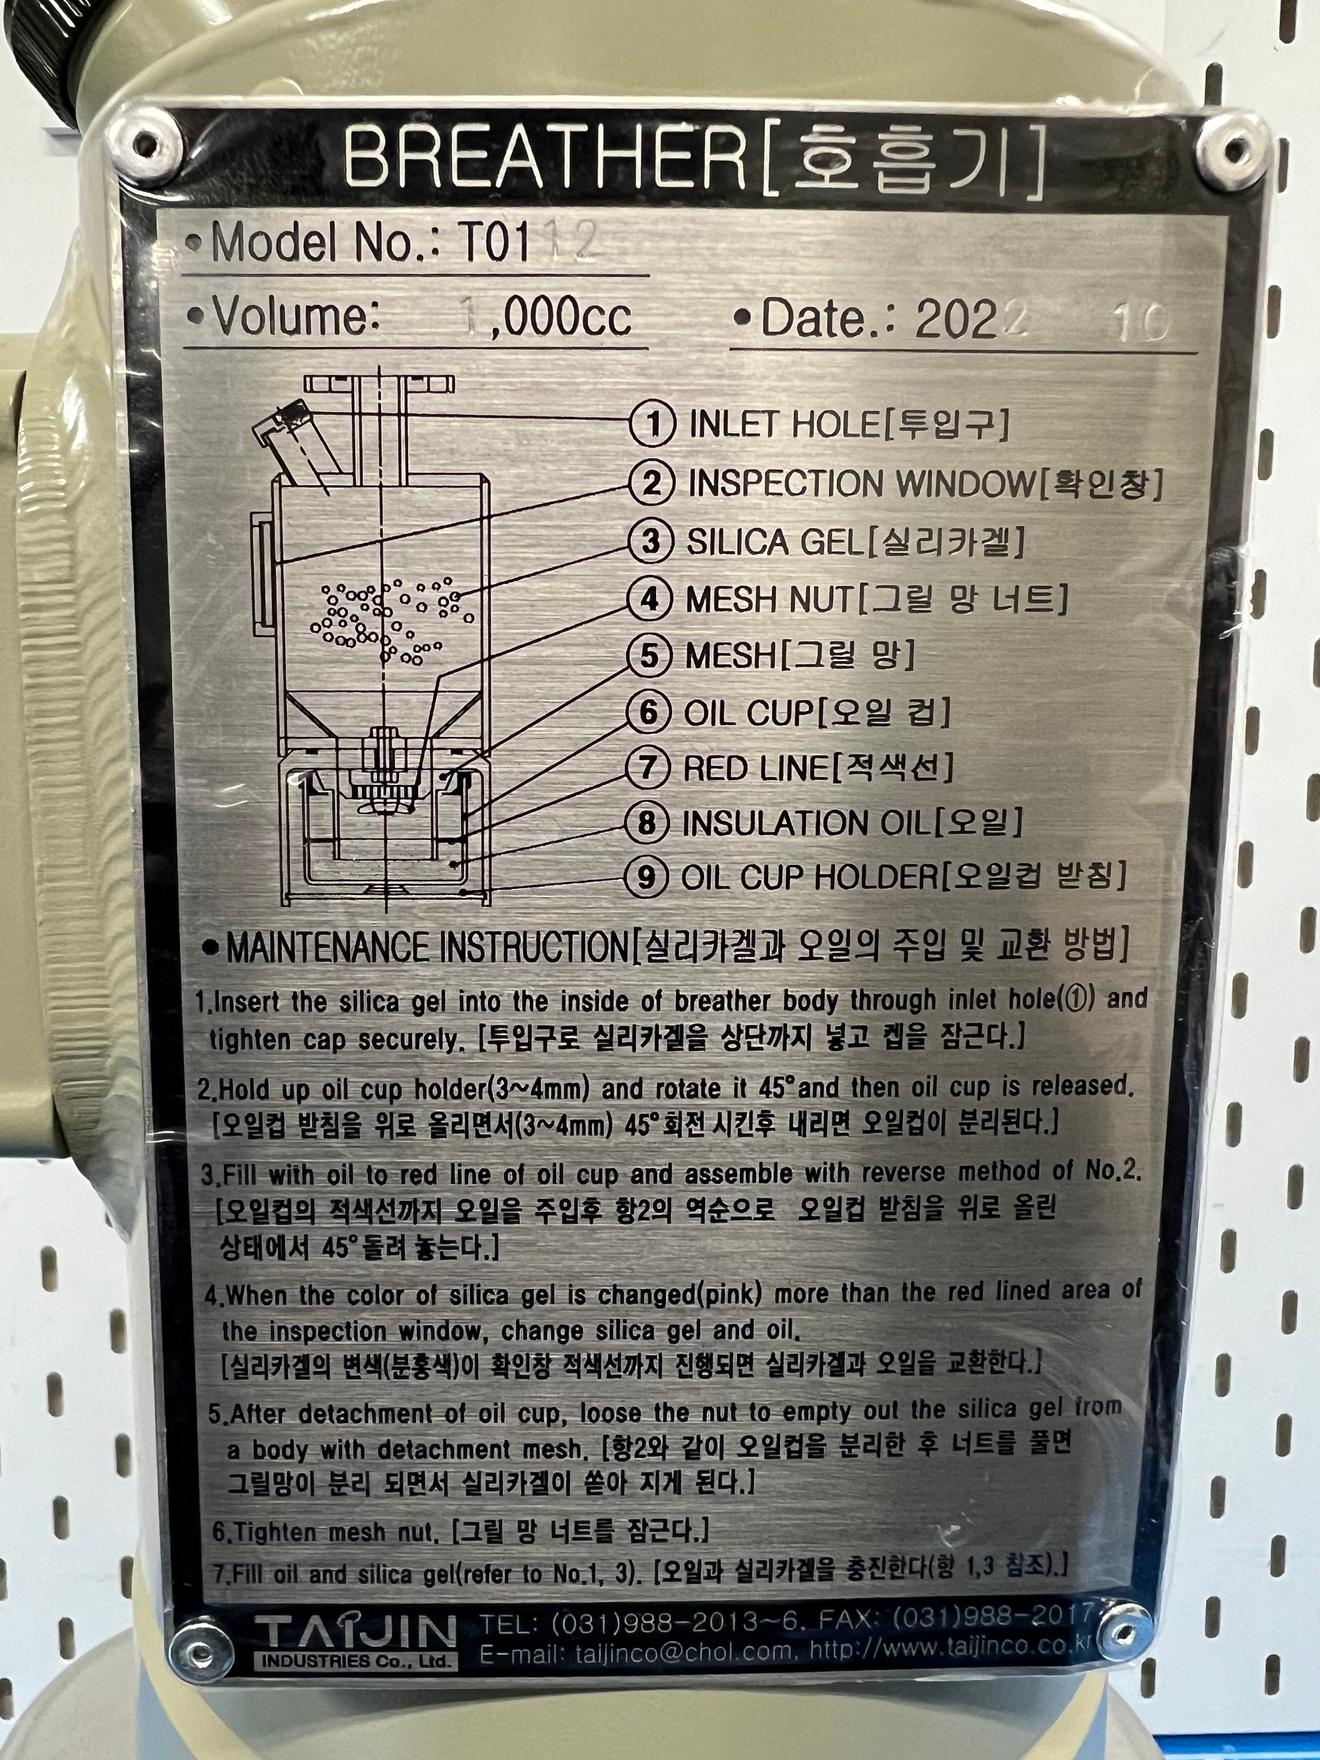 BREATHER[호흡기]
•Model No.: T0112
•Volume: 1,000cc
•Date.: 2022 10
① INLET HOLE[투입구]
② INSPECTION WINDOW[확인창]
③ SILICA GEL[실리카겔]
④ MESH NUT[그릴 망 너트]
⑤ MESH[그릴 망]
⑥ OIL CUP[오일 컵]
⑦ RED LINE[적색선]
⑧ INSULATION OIL[오일]
⑨ OIL CUP HOLDER[오일컵 받침]
•MAINTENANCE INSTRUCTION[실리카겔과 오일의 주입 및 교환 방법]
1.Insert the silica gel into the inside of breather body through inlet hole(①) and
tighten cap securely. [투입구로 실리카겔을 상단까지 넣고 켑을 잠근다.]
2.Hold up oil cup holder(3~4mm) and rotate it 45°and then oil cup is released.
[오일컵 받침을 위로 올리면서(3~4mm) 45°회전 시킨후 내리면 오일컵이 분리된다.]
3.Fill with oil to red line of oil cup and assemble with reverse method of No.2.
[오일컵의 적색선까지 오일을 주입후 항2의 역순으로 오일컵 받침을 위로 올린
상태에서 45°돌려 놓는다.]
4.When the color of silica gel is changed(pink) more than the red lined area of
the inspection window, change silica gel and oil.
[실리카겔의 변색(분홍색)이 확인창 적색선까지 진행되면 실리카겔과 오일을 교환한다.]
5.After detachment of oil cup, loose the nut to empty out the silica gel from
a body with detachment mesh. [항2와 같이 오일컵을 분리한 후 너트를 풀면
그릴망이 분리 되면서 실리카겔이 쏟아 지게 된다.]
6.Tighten mesh nut. [그릴 망 너트를 잠근다.]
7.Fill oil and silica gel(refer to No.1, 3). [오일과 실리카겔을 충진한다(항 1,3 참조).]
TAIJIN
INDUSTRIES Co., Ltd.
TEL: (031)988-2013~6. FAX: (031)988-2017
E-mail: taijinco@chol.com, http://www.taijinco.co.kr